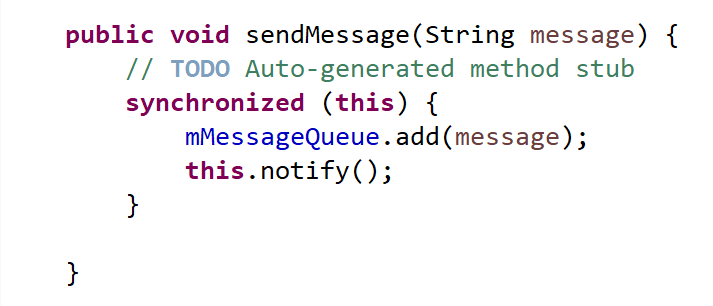 public void sendMessage(String message) {
    // TODO Auto-generated method stub
    synchronized (this) {
        mMessageQueue.add(message);
        this.notify();
    }

}